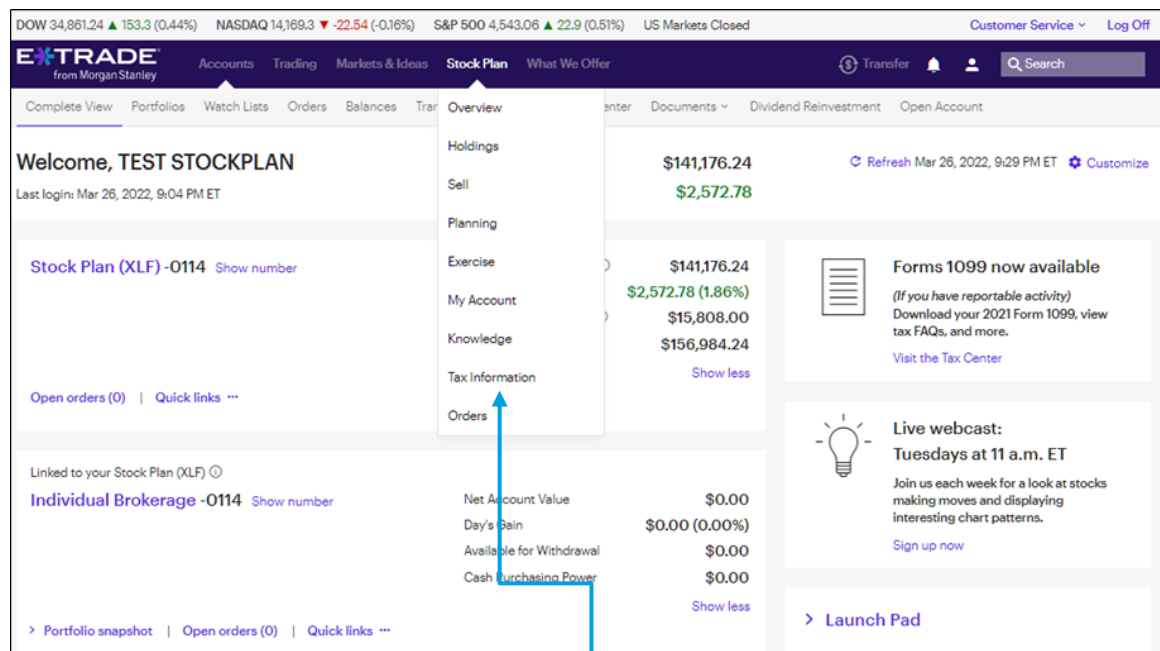 DOW 34,861.24 ▲ 153.3 (0.44%) NASDAQ 14,169.3 ▼ -22.54 (-0.16%) S&P 500 4,543.06 ▲ 22.9 (0.51%) US Markets Closed Customer Service Log Off
E*TRADE
from Morgan Stanley
Accounts Trading Markets & Ideas Stock Plan What We Offer Transfer Search
Complete View Portfolios Watch Lists Orders Balances Documents Dividend Reinvestment Open Account
Overview
Holdings
Sell
Planning
Exercise
My Account
Knowledge
Tax Information
Orders
Welcome, TEST STOCKPLAN
Last login: Mar 26, 2022, 9:04 PM ET
$141,176.24
$2,572.78
Refresh Mar 26, 2022, 9:29 PM ET Customize
Stock Plan (XLF) -0114 Show number
$141,176.24
$2,572.78 (1.86%)
$15,808.00
$156,984.24
Show less
Open orders (0) | Quick links ...
Forms 1099 now available
(If you have reportable activity)
Download your 2021 Form 1099, view
tax FAQs, and more.
Visit the Tax Center
Linked to your Stock Plan (XLF)
Individual Brokerage -0114 Show number
Net Account Value $0.00
Day's Gain $0.00 (0.00%)
Available for Withdrawal $0.00
Cash Purchasing Power $0.00
Show less
> Portfolio snapshot | Open orders (0) | Quick links ...
Live webcast:
Tuesdays at 11 a.m. ET
Join us each week for a look at stocks
making moves and displaying
interesting chart patterns.
Sign up now
> Launch Pad